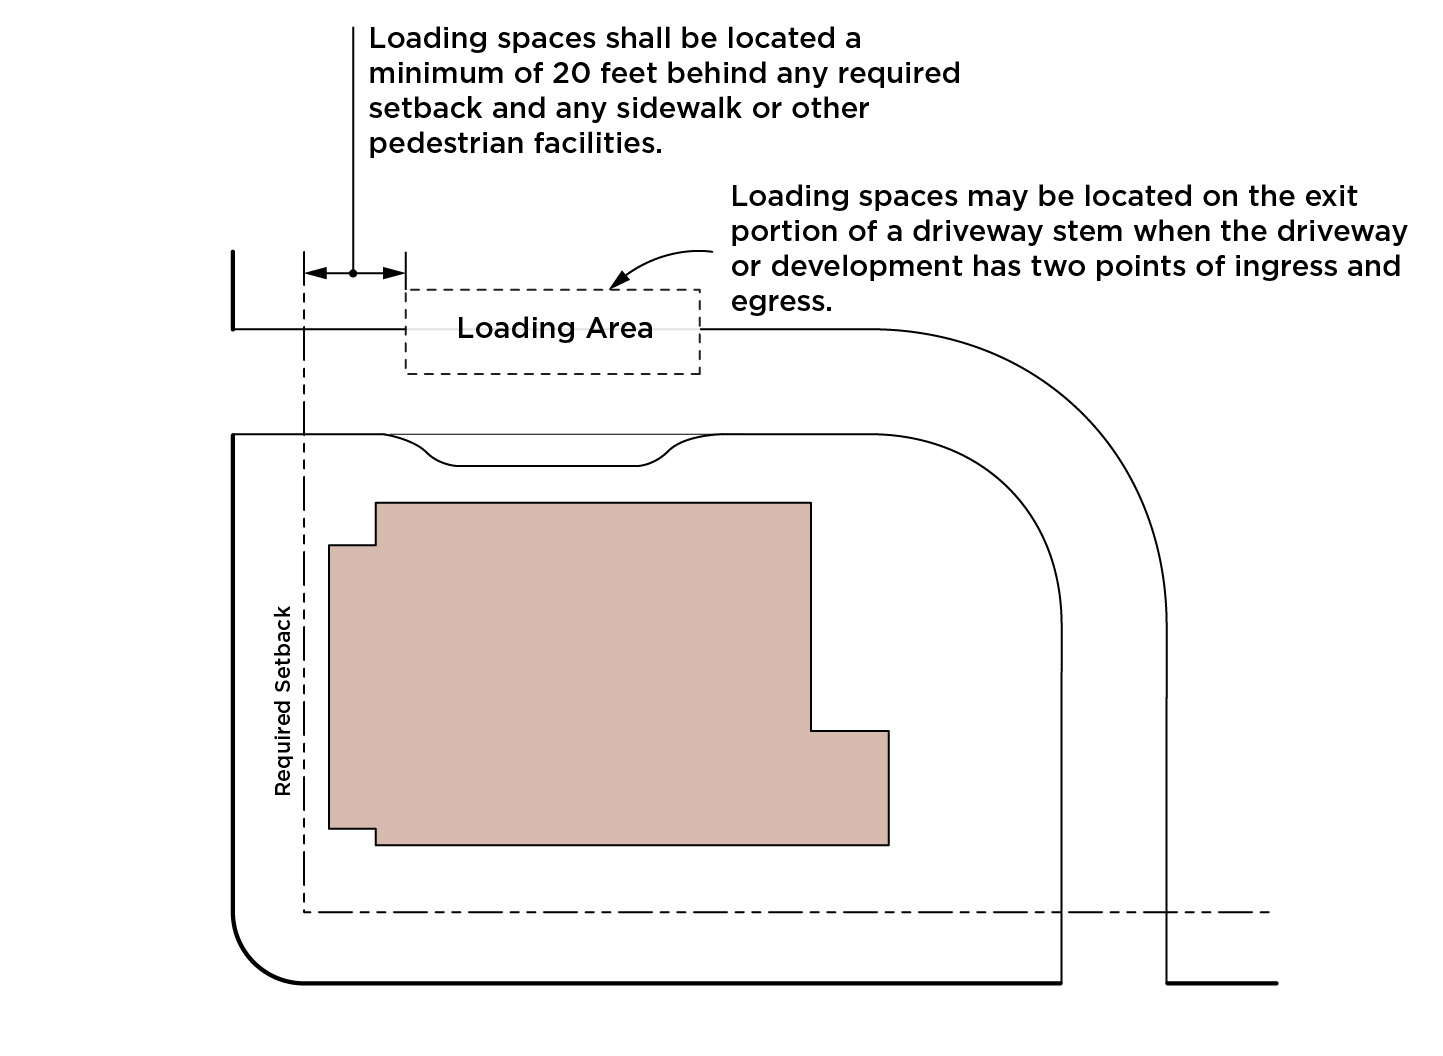 Loading spaces shall be located a
minimum of 20 feet behind any required
setback and any sidewalk or other
pedestrian facilities.
Loading spaces may be located on the exit
portion of a driveway stem when the driveway
or development has two points of ingress and
egress.
Loading Area
Required Setback